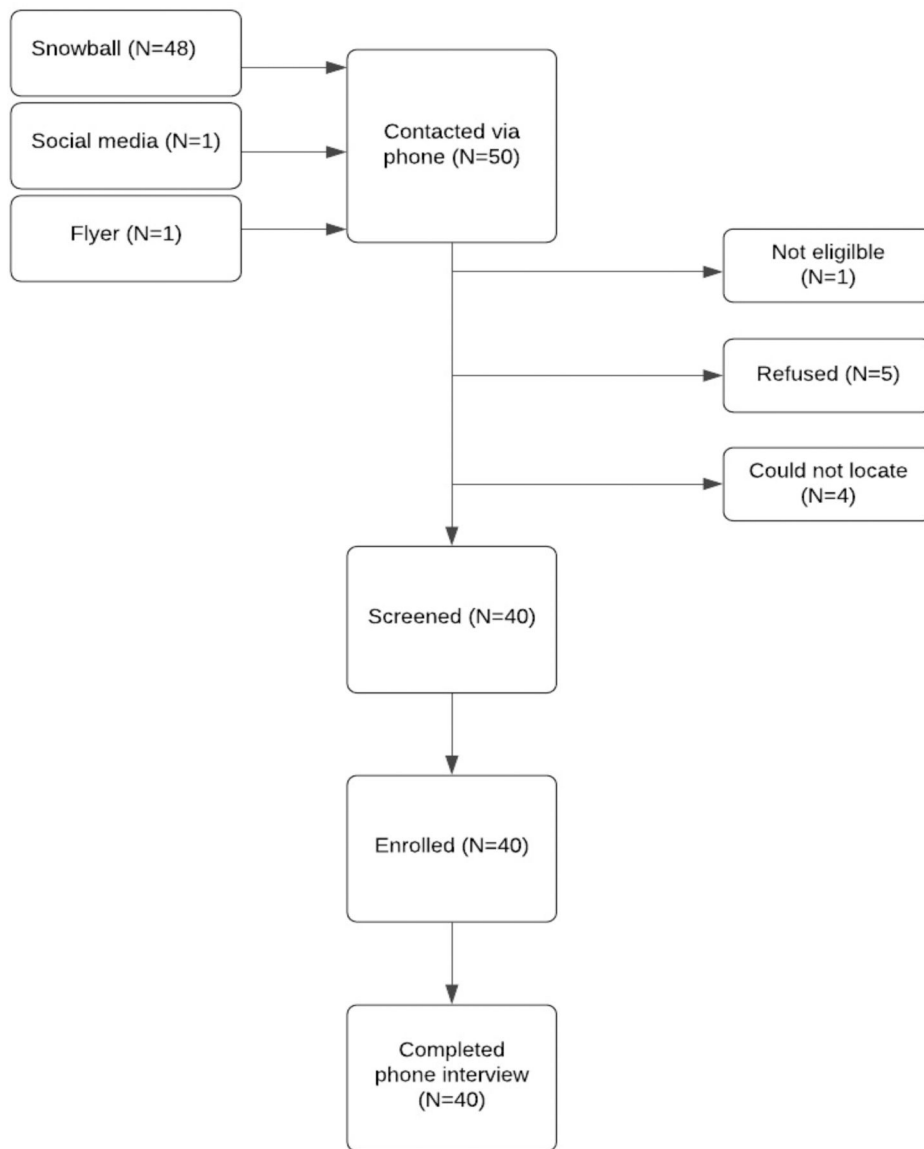 Snowball (N=48)
Social media (N=1)
Flyer (N=1)
Contacted via
phone (N=50)
Not eligilble
(N=1)
Refused (N=5)
Could not locate
(N=4)
Screened (N=40)
Enrolled (N=40)
Completed
phone interview
(N=40)